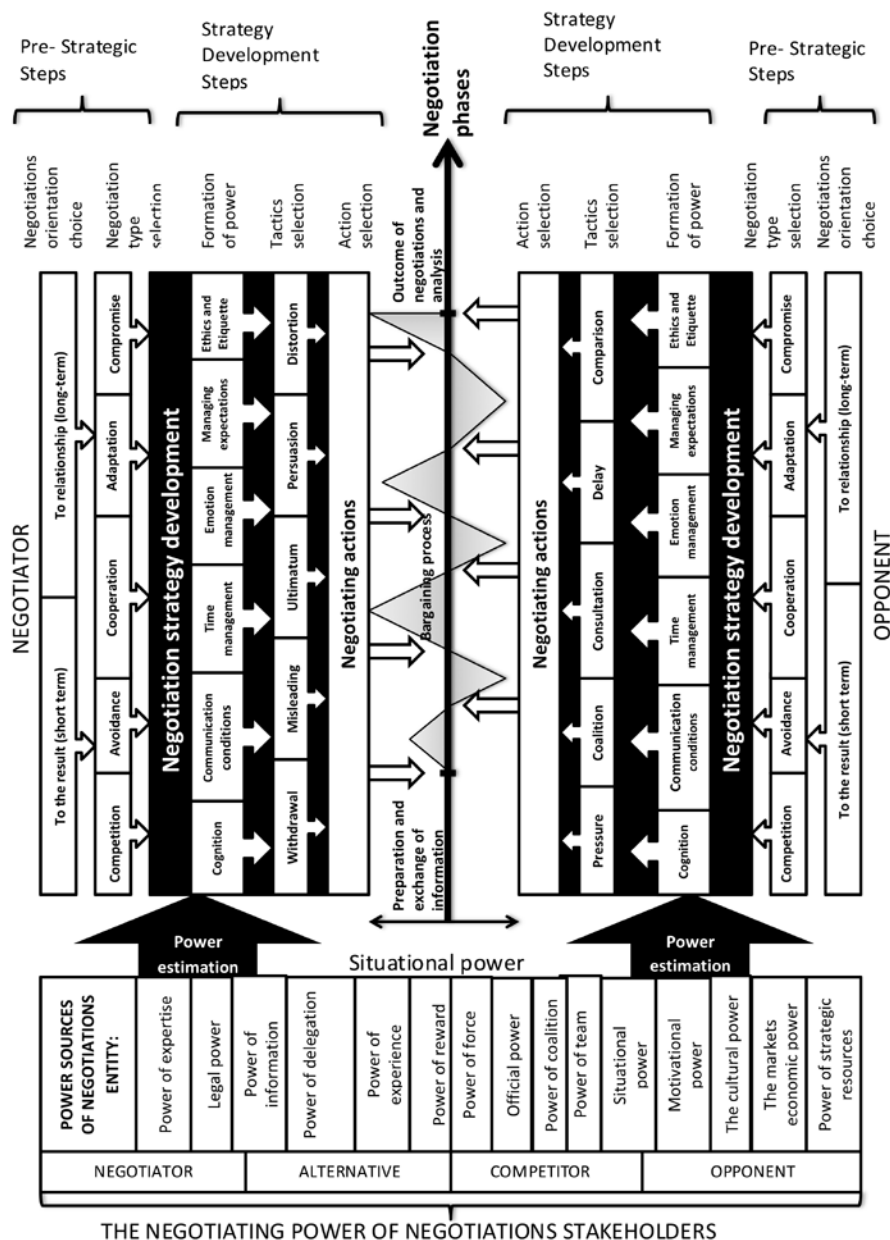 Pre- Strategic
Steps
Strategy
Development
Steps
Negotiation
phases
Strategy
Development
Steps
Pre- Strategic
Steps
Negotiations
orientation
choice
Negotiation
type
selection
Formation
of power
Tactics
selection
Action
selection
Action
selection
Tactics
selection
Formation
of power
Negotiation
type
selection
Negotiations
orientation
choice
NEGOTIATOR
To relationship (long-term)
To the result (short term)
Compromise
Adaptation
Cooperation
Avoidance
Competition
Negotiation strategy development
Ethics and
Etiquette
Managing
expectations
Emotion
management
Time
management
Communication
conditions
Cognition
Distortion
Persuasion
Ultimatum
Misleading
Withdrawal
Negotiating actions
Outcome of
negotiations and
analysis
Bargaining process
Preparation and
exchange of
information
Negotiating actions
Comparison
Delay
Consultation
Coalition
Pressure
Ethics and
Etiquette
Managing
expectations
Emotion
management
Time
management
Communication
conditions
Cognition
Negotiation strategy development
Compromise
Adaptation
Cooperation
Avoidance
Competition
To relationship (long-term)
To the result (short term)
OPPONENT
Power
estimation
Situational power
Power
estimation
POWER SOURCES
OF NEGOTIATIONS
ENTITY:
Power of expertise
Legal power
Power of
information
Power of delegation
Power of
experience
Power of reward
Power of force
Official power
Power of coalition
Power of team
Situational
power
Motivational
power
The cultural power
The markets
economic power
Power of strategic
resources
NEGOTIATOR
ALTERNATIVE
COMPETITOR
OPPONENT
THE NEGOTIATING POWER OF NEGOTIATIONS STAKEHOLDERS